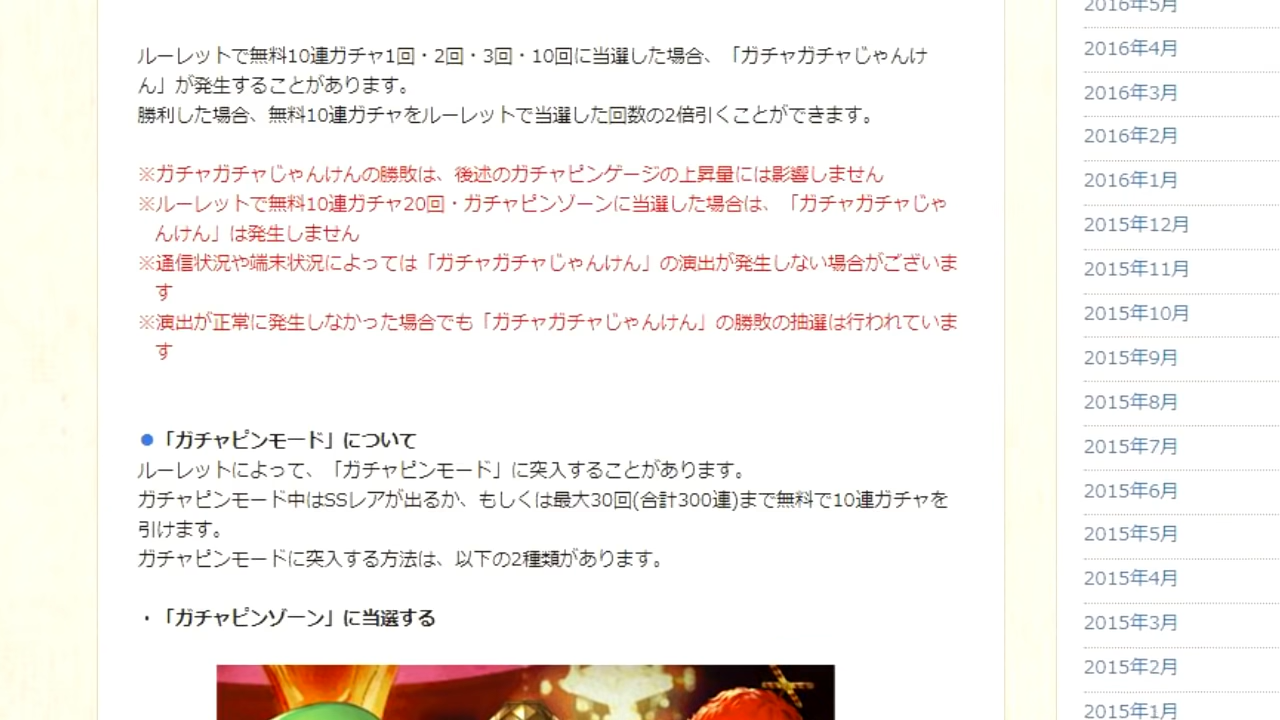 ルーレットで無料10連ガチャ1回・2回・3回・10回に当選した場合、「ガチャガチャじゃんけ
ん」が発生することがあります。
勝利した場合、無料10連ガチャをルーレットで当選した回数の2倍引くことができます。
※ガチャガチャじゃんけんの勝敗は、後述のガチャピンゲージの上昇量には影響しません
※ルーレットで無料10連ガチャ20回・ガチャピンゾーンに当選した場合は、「ガチャガチャじゃ
んけん」は発生しません
※通信状況や端末状況によっては「ガチャガチャじゃんけん」の演出が発生しない場合がございま
す
※演出が正常に発生しなかった場合でも「ガチャガチャじゃんけん」の勝敗の抽選は行われていま
す
●「ガチャピンモード」について
ルーレットによって、「ガチャピンモード」に突入することがあります。
ガチャピンモード中はSSレアが出るか、もしくは最大30回(合計300連)まで無料で10連ガチャを
引けます。
ガチャピンモードに突入する方法は、以下の2種類があります。
・「ガチャピンゾーン」に当選する
2016年5月
2016年4月
2016年3月
2016年2月
2016年1月
2015年12月
2015年11月
2015年10月
2015年9月
2015年8月
2015年7月
2015年6月
2015年5月
2015年4月
2015年3月
2015年2月
2015年1月